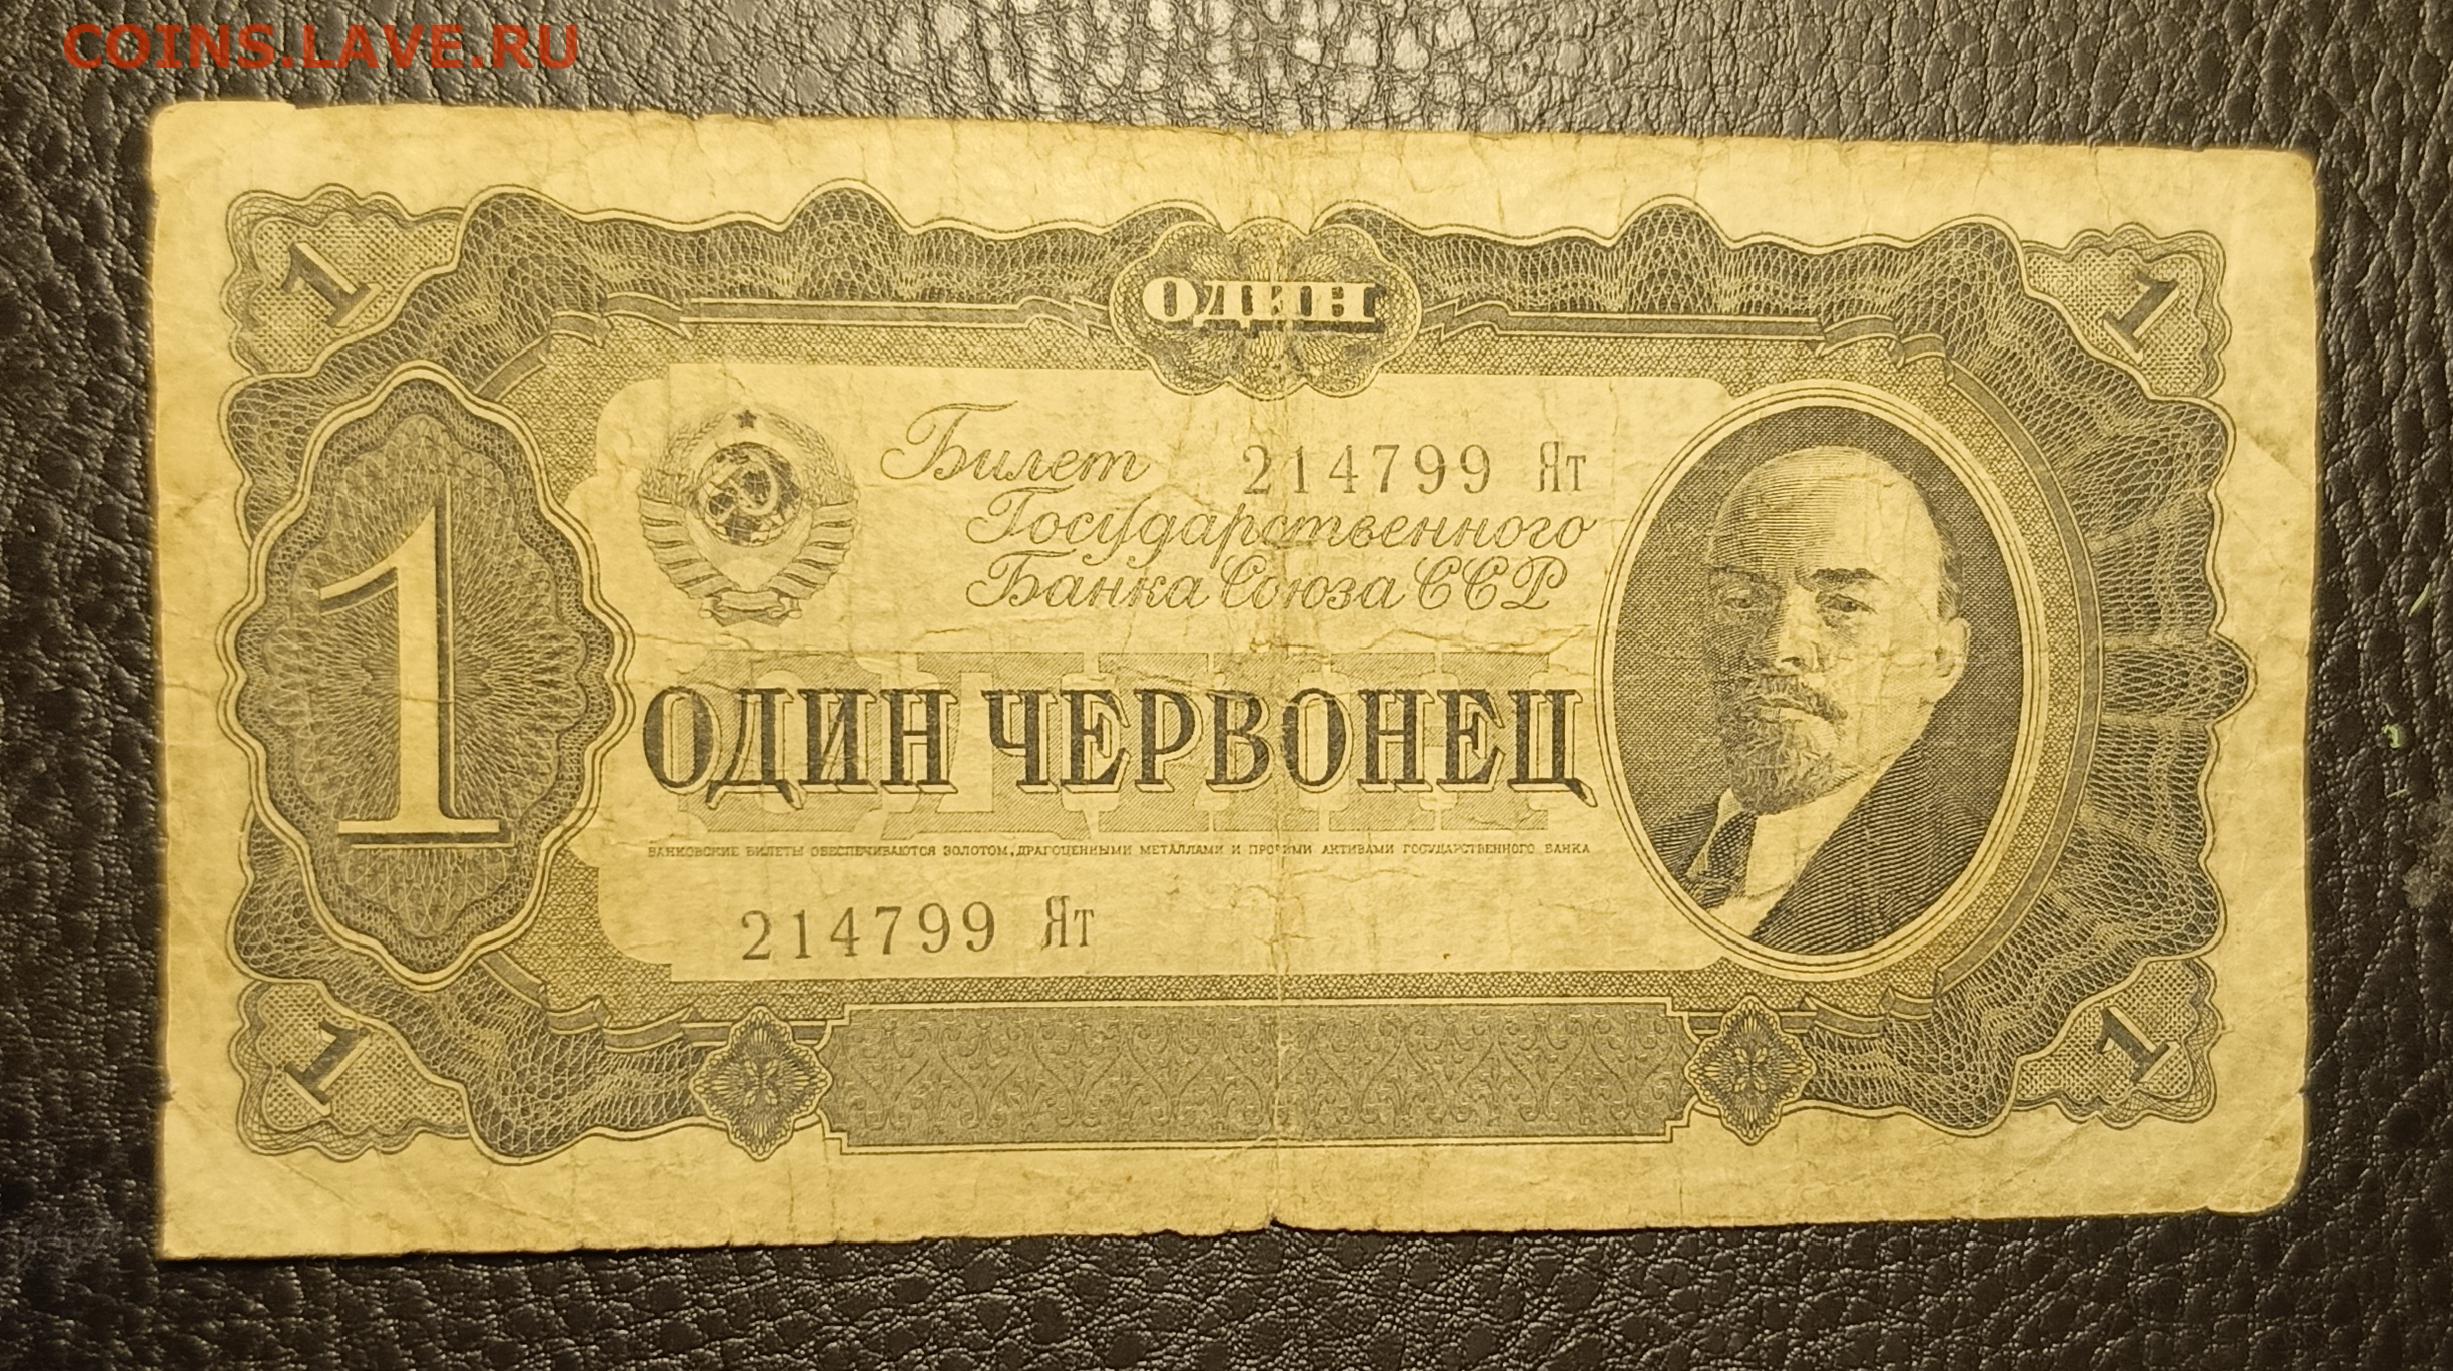 COINS.LAVE.RU
1
ОДИН
1
Билет 214799 Ят
Государственного
Банка Союза ССР
1
ОДИН
ОДИН ЧЕРВОНЕЦ
БАНКОВСКИЕ БИЛЕТЫ ОБЕСПЕЧИВАЮТСЯ ЗОЛОТОМ, ДРАГОЦЕННЫМИ МЕТАЛЛАМИ И ПРОЧИМИ АКТИВАМИ ГОСУДАРСТВЕННОГО БАНКА
214799 Ят
1
1